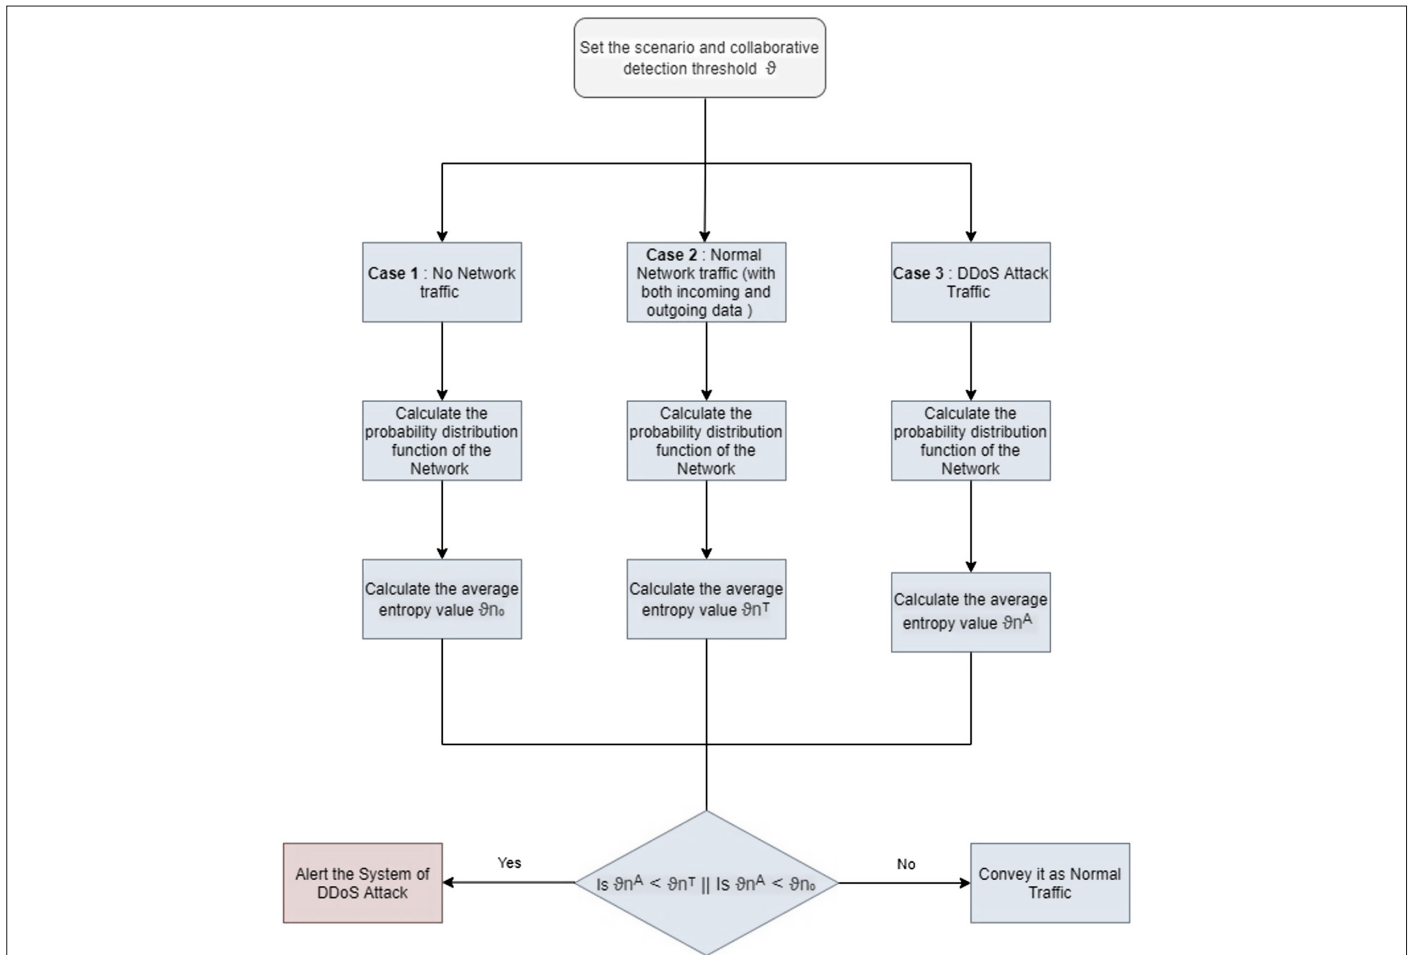 Set the scenario and collaborative
detection threshold ϑ
Case 1 : No Network
traffic
Case 2 : Normal
Network traffic (with
both incoming and
outgoing data )
Case 3 : DDoS Attack
Traffic
Calculate the
probability distribution
function of the
Network
Calculate the
probability distribution
function of the
Network
Calculate the
probability distribution
function of the
Network
Calculate the average
entropy value ϑn₀
Calculate the average
entropy value ϑnᵀ
Calculate the average
entropy value ϑnᴬ
Alert the System of
DDoS Attack
Yes
Is ϑnᴬ < ϑnᵀ || Is ϑnᴬ < ϑn₀
No
Convey it as Normal
Traffic